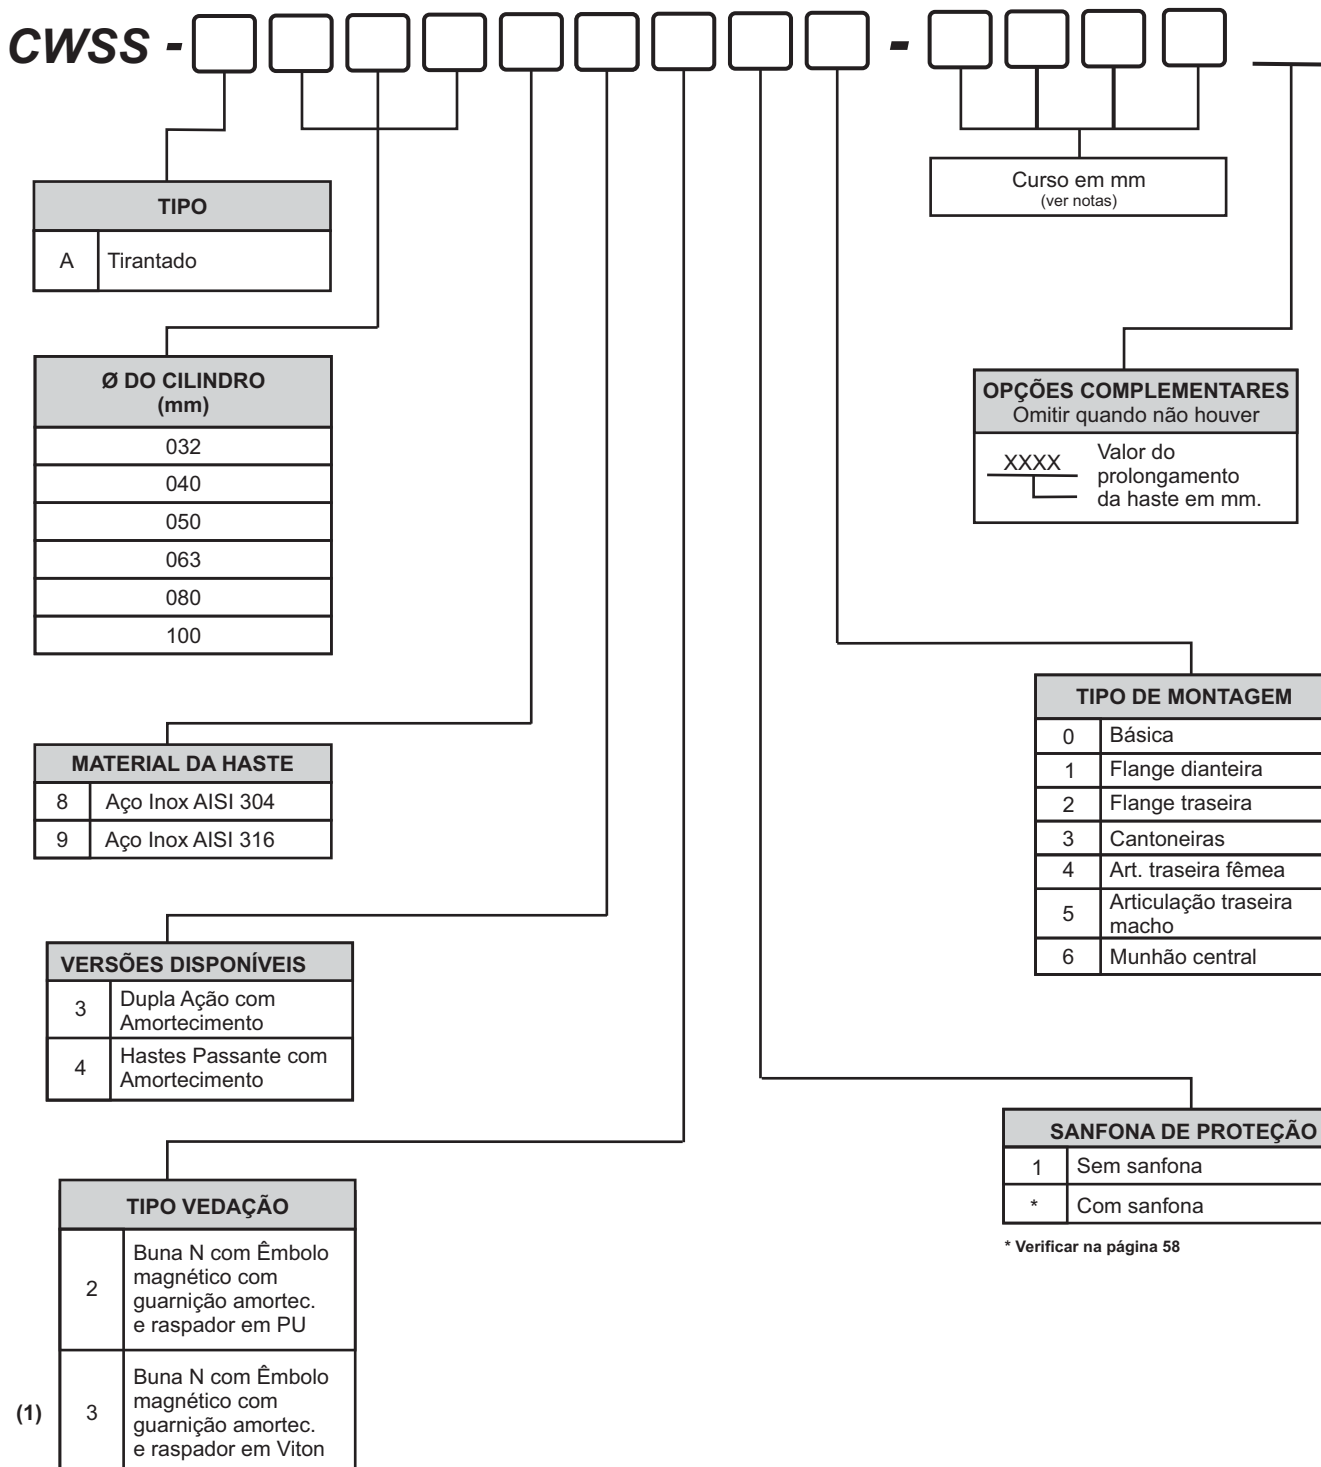 CWSS - -
TIPO
A Tirantado
Ø DO CILINDRO
(mm)
032
040
050
063
080
100
MATERIAL DA HASTE
8 Aço Inox AISI 304
9 Aço Inox AISI 316
VERSÕES DISPONÍVEIS
3 Dupla Ação com
Amortecimento
4 Hastes Passante com
Amortecimento
TIPO VEDAÇÃO
2 Buna N com Êmbolo
magnético com
guarnição amortec.
e raspador em PU
(1) 3 Buna N com Êmbolo
magnético com
guarnição amortec.
e raspador em Viton
Curso em mm
(ver notas)
OPÇÕES COMPLEMENTARES
Omitir quando não houver
XXXX Valor do
prolongamento
da haste em mm.
TIPO DE MONTAGEM
0 Básica
1 Flange dianteira
2 Flange traseira
3 Cantoneiras
4 Art. traseira fêmea
5 Articulação traseira
macho
6 Munhão central
SANFONA DE PROTEÇÃO
1 Sem sanfona
* Com sanfona
* Verificar na página 58